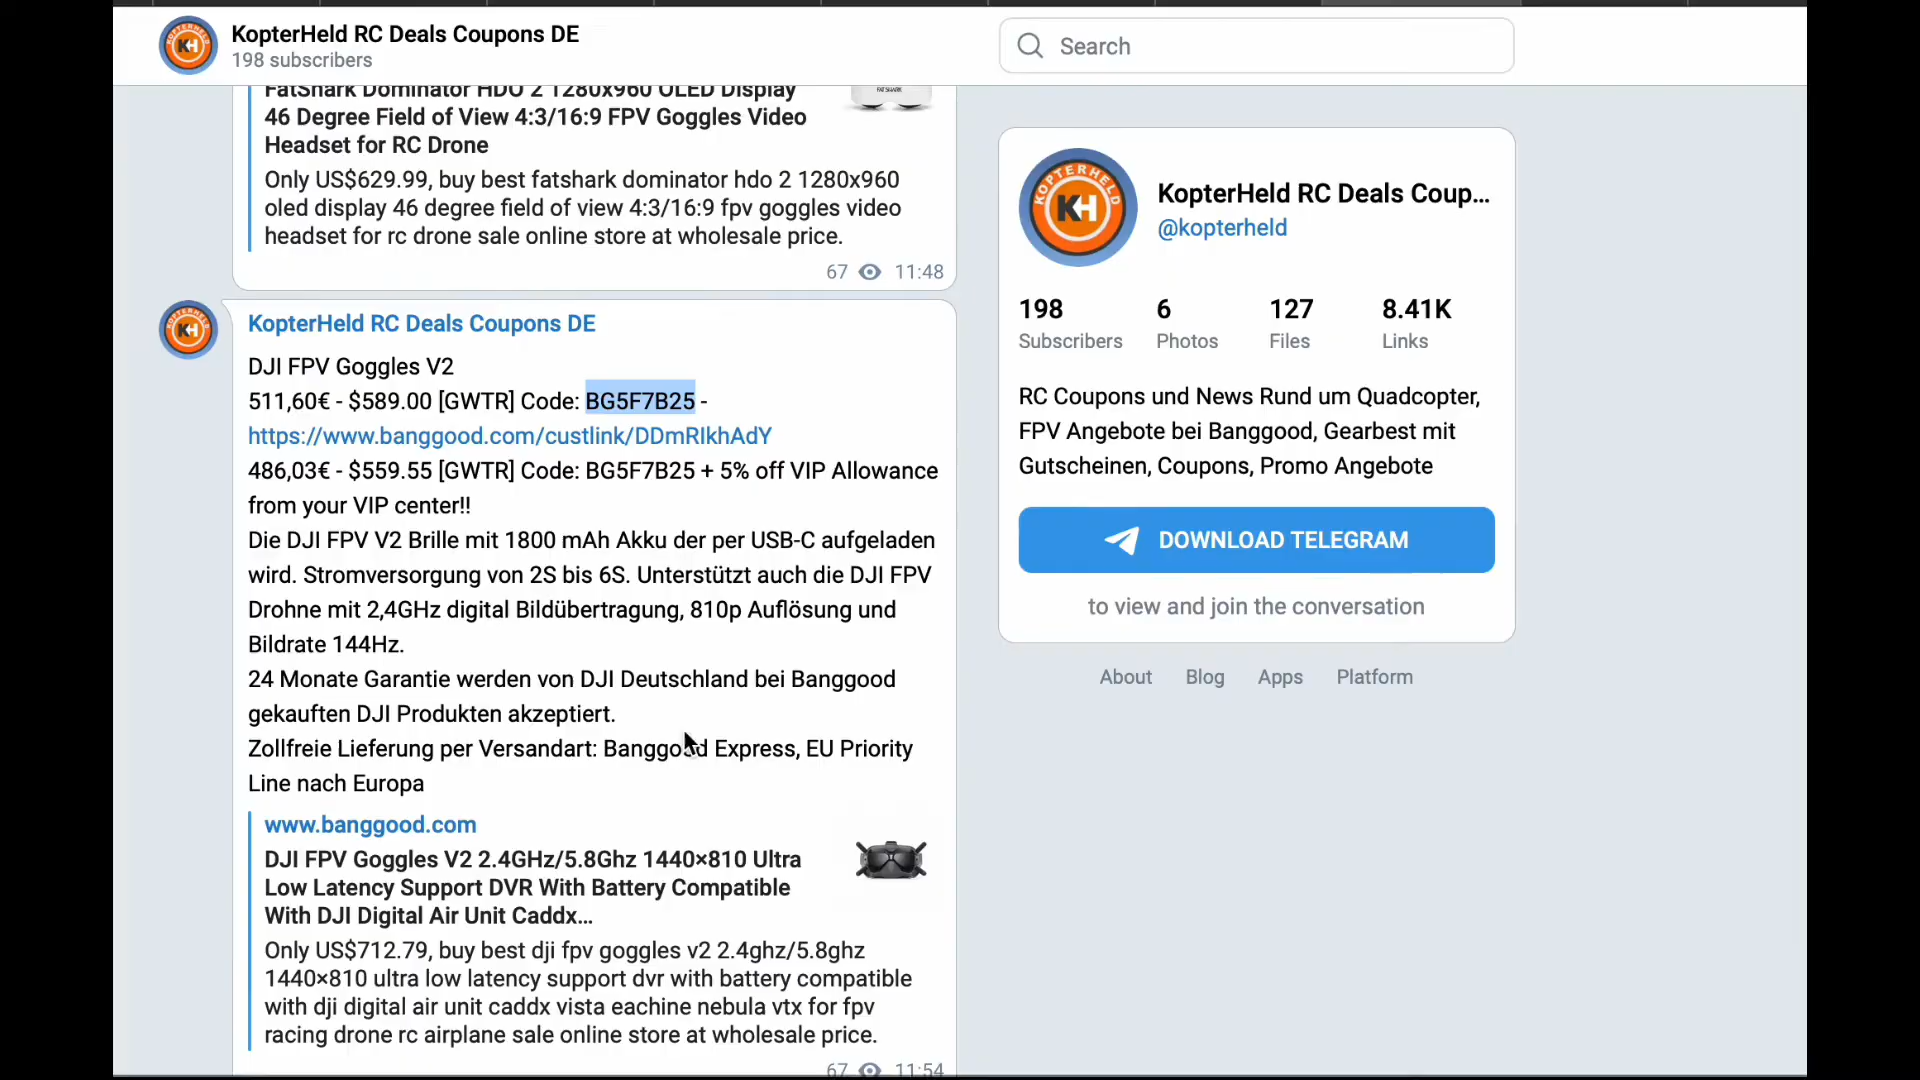 KopterHeld RC Deals Coupons DE
198 subscribers
Search
FatShark Dominator HDO 2 1280x960 OLED Display
46 Degree Field of View 4:3/16:9 FPV Goggles Video
Headset for RC Drone
Only US$629.99, buy best fatshark dominator hdo 2 1280x960
oled display 46 degree field of view 4:3/16:9 fpv goggles video
headset for rc drone sale online store at wholesale price.
67 11:48
KopterHeld RC Deals Coupons DE
DJI FPV Goggles V2
511,60€ - $589.00 [GWTR] Code: BG5F7B25 -
https://www.banggood.com/custlink/DDmRIkhAdY
486,03€ - $559.55 [GWTR] Code: BG5F7B25 + 5% off VIP Allowance
from your VIP center!!
Die DJI FPV V2 Brille mit 1800 mAh Akku der per USB-C aufgeladen
wird. Stromversorgung von 2S bis 6S. Unterstützt auch die DJI FPV
Drohne mit 2,4GHz digital Bildübertragung, 810p Auflösung und
Bildrate 144Hz.
24 Monate Garantie werden von DJI Deutschland bei Banggood
gekauften DJI Produkten akzeptiert.
Zollfreie Lieferung per Versandart: Banggood Express, EU Priority
Line nach Europa
www.banggood.com
DJI FPV Goggles V2 2.4GHz/5.8Ghz 1440×810 Ultra
Low Latency Support DVR With Battery Compatible
With DJI Digital Air Unit Caddx...
Only US$712.79, buy best dji fpv goggles v2 2.4ghz/5.8ghz
1440×810 ultra low latency support dvr with battery compatible
with dji digital air unit caddx vista eachine nebula vtx for fpv
racing drone rc airplane sale online store at wholesale price.
67 11:54
KOPTERHELD
KH
KopterHeld RC Deals Coup...
@kopterheld
198 6 127 8.41K
Subscribers Photos Files Links
RC Coupons und News Rund um Quadcopter,
FPV Angebote bei Banggood, Gearbest mit
Gutscheinen, Coupons, Promo Angebote
DOWNLOAD TELEGRAM
to view and join the conversation
About Blog Apps Platform